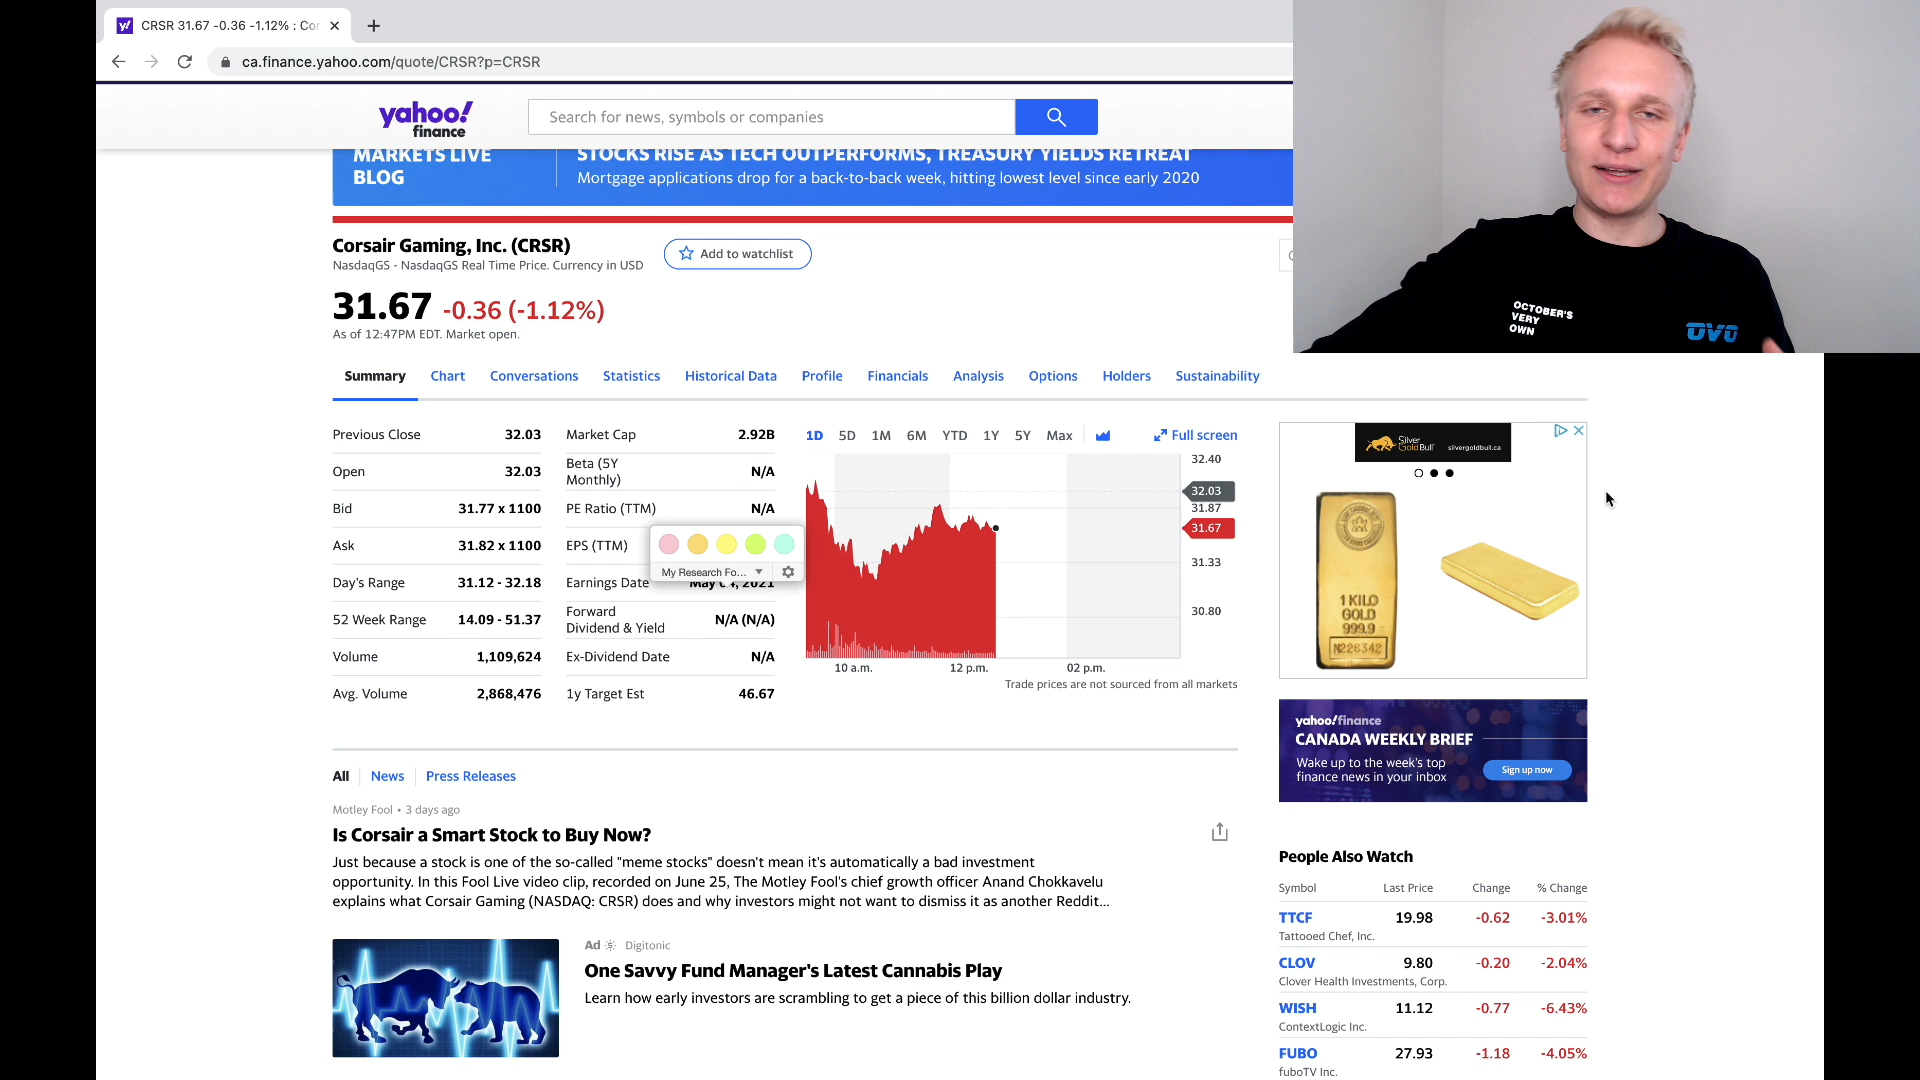 CRSR 31.67 -0.36 -1.12% : Cor
ca.finance.yahoo.com/quote/CRSR?p=CRSR
yahoo!
finance
Search for news, symbols or companies
MARKETS LIVE
BLOG
STOCKS RISE AS TECH OUTPERFORMS, TREASURY YIELDS RETREAT
Mortgage applications drop for a back-to-back week, hitting lowest level since early 2020
OCTOBER'S
VERY
OWN
OVO
Corsair Gaming, Inc. (CRSR)
Add to watchlist
NasdaqGS - NasdaqGS Real Time Price. Currency in USD
31.67 -0.36 (-1.12%)
As of 12:47PM EDT. Market open.
Summary Chart Conversations Statistics Historical Data Profile Financials Analysis Options Holders Sustainability
Previous Close 32.03
Open 32.03
Bid 31.77 x 1100
Ask 31.82 x 1100
Day's Range 31.12 - 32.18
52 Week Range 14.09 - 51.37
Volume 1,109,624
Avg. Volume 2,868,476
Market Cap 2.92B
Beta (5Y
Monthly) N/A
PE Ratio (TTM) N/A
EPS (TTM)
My Research Fo...
Earnings Date May 04, 2021
Forward
Dividend & Yield N/A (N/A)
Ex-Dividend Date N/A
1y Target Est 46.67
1D 5D 1M 6M YTD 1Y 5Y Max Full screen
32.40
32.03
31.87
31.67
31.33
30.80
10 a.m. 12 p.m. 02 p.m.
Trade prices are not sourced from all markets
Silver
Gold Bull silvergoldbull.ca
1 KILO
GOLD
999.9
N226342
yahoo!finance
CANADA WEEKLY BRIEF
Wake up to the week's top
finance news in your inbox
Sign up now
All News Press Releases
Motley Fool • 3 days ago
Is Corsair a Smart Stock to Buy Now?
Just because a stock is one of the so-called "meme stocks" doesn't mean it's automatically a bad investment
opportunity. In this Fool Live video clip, recorded on June 25, The Motley Fool's chief growth officer Anand Chokkavelu
explains what Corsair Gaming (NASDAQ: CRSR) does and why investors might not want to dismiss it as another Reddit...
Ad Digitonic
One Savvy Fund Manager's Latest Cannabis Play
Learn how early investors are scrambling to get a piece of this billion dollar industry.
People Also Watch
Symbol Last Price Change % Change
TTCF 19.98 -0.62 -3.01%
Tattooed Chef, Inc.
CLOV 9.80 -0.20 -2.04%
Clover Health Investments, Corp.
WISH 11.12 -0.77 -6.43%
ContextLogic Inc.
FUBO 27.93 -1.18 -4.05%
fuboTV Inc.